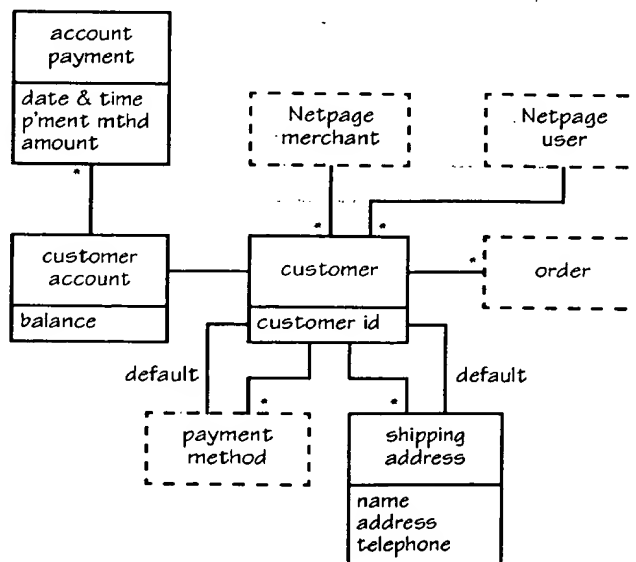 account
payment
date & time
p'ment mthd
amount
*
Netpage
merchant
Netpage
user
*
*
customer
account
balance
customer
customer id
*
order
default
default
*
*
payment
method
shipping
address
name
address
telephone